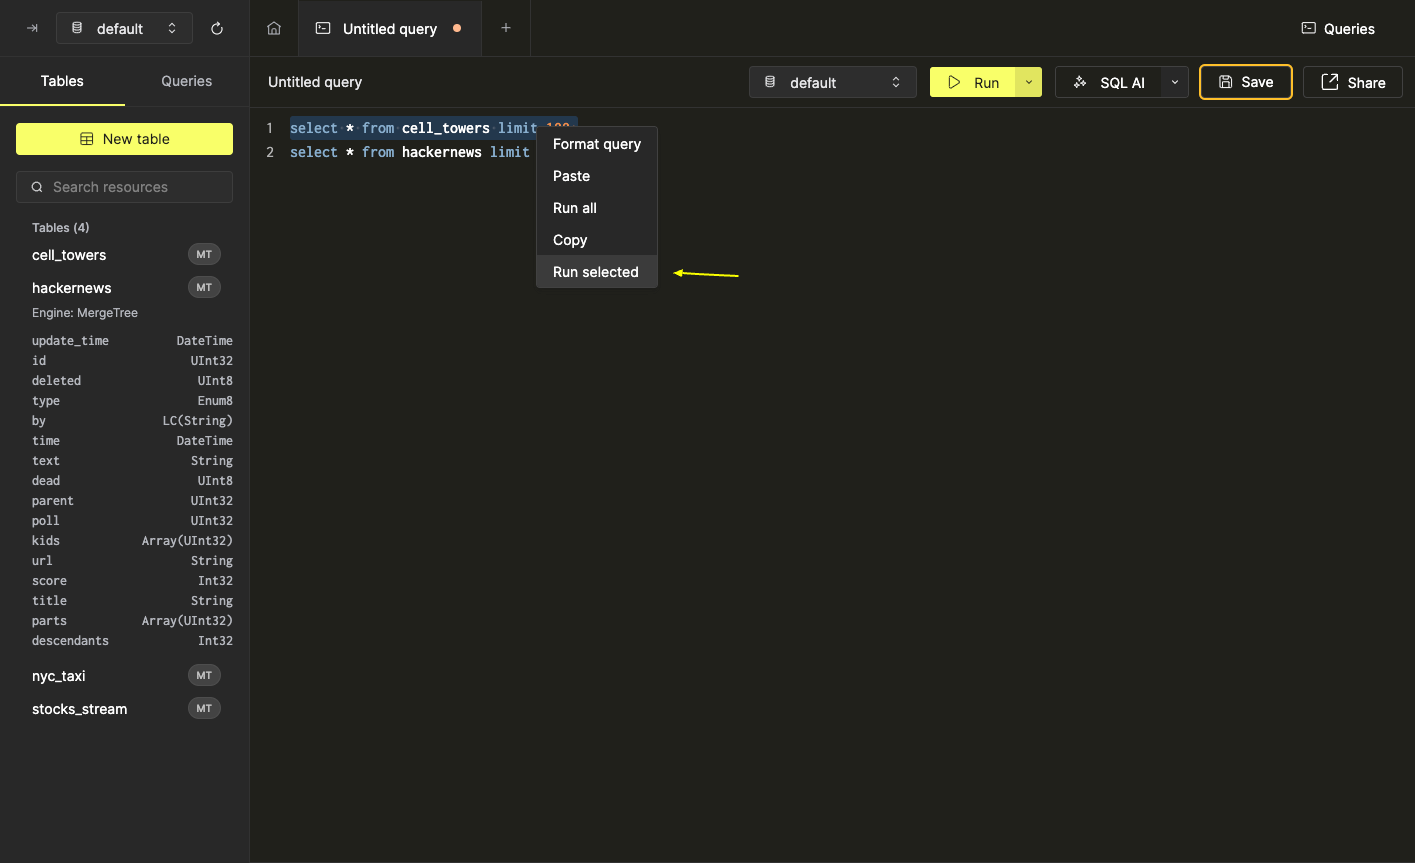 default
Untitled query
Queries
Tables
Queries
Untitled query
default
Run
SQL AI
Save
Share
New table
Search resources
Tables (4)
cell_towers MT
hackernews MT
Engine: MergeTree
update_time DateTime
id UInt32
deleted UInt8
type Enum8
by LC(String)
time DateTime
text String
dead UInt8
parent UInt32
poll UInt32
kids Array(UInt32)
url String
score Int32
title String
parts Array(UInt32)
descendants Int32
nyc_taxi MT
stocks_stream MT
1 select * from cell_towers limit
2 select * from hackernews limit
Format query
Paste
Run all
Copy
Run selected